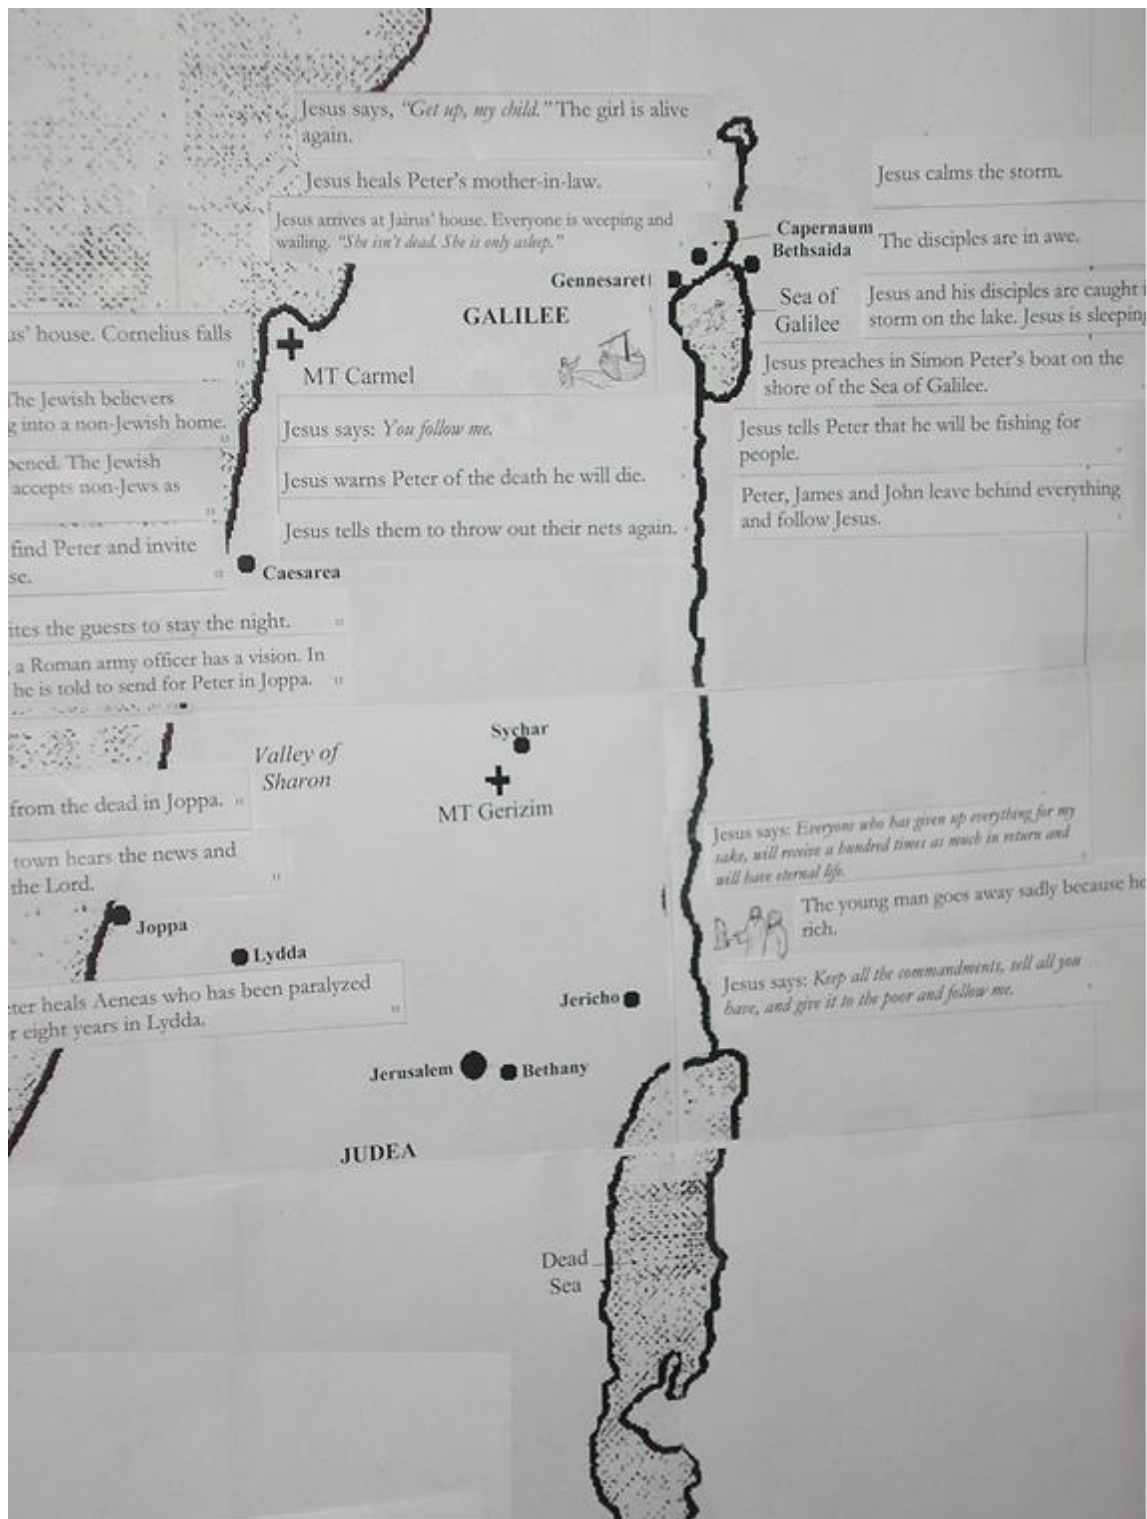 Jesus says, "Get up, my child." The girl is alive
again.
Jesus heals Peter's mother-in-law.
Jesus calms the storm.
Jesus arrives at Jairus' house. Everyone is weeping and
wailing. "She isn't dead. She is only asleep."
Capernaum
Bethsaida
The disciples are in awe.
Gennesaret
GALILEE
Sea of
Galilee
Jesus and his disciples are caught
storm on the lake. Jesus is sleeping
us' house. Cornelius falls
MT Carmel
Jesus preaches in Simon Peter's boat on the
shore of the Sea of Galilee.
The Jewish believers
g into a non-Jewish home.
Jesus says: You follow me.
Jesus tells Peter that he will be fishing for
people.
pened. The Jewish
accepts non-Jews as
Jesus warns Peter of the death he will die.
Peter, James and John leave behind everything
and follow Jesus.
Jesus tells them to throw out their nets again.
find Peter and invite
se.
Caesarea
ites the guests to stay the night.
a Roman army officer has a vision. In
he is told to send for Peter in Joppa.
Sychar
Valley of
Sharon
MT Gerizim
from the dead in Joppa.
town hears the news and
the Lord.
Jesus says: Everyone who has given up everything for my
sake, will receive a hundred times as much in return and
will have eternal life.
The young man goes away sadly because he
rich.
Joppa
Lydda
Jesus says: Keep all the commandments, sell all you
have, and give it to the poor and follow me.
eter heals Aeneas who has been paralyzed
r eight years in Lydda.
Jericho
Jerusalem
Bethany
JUDEA
Dead
Sea